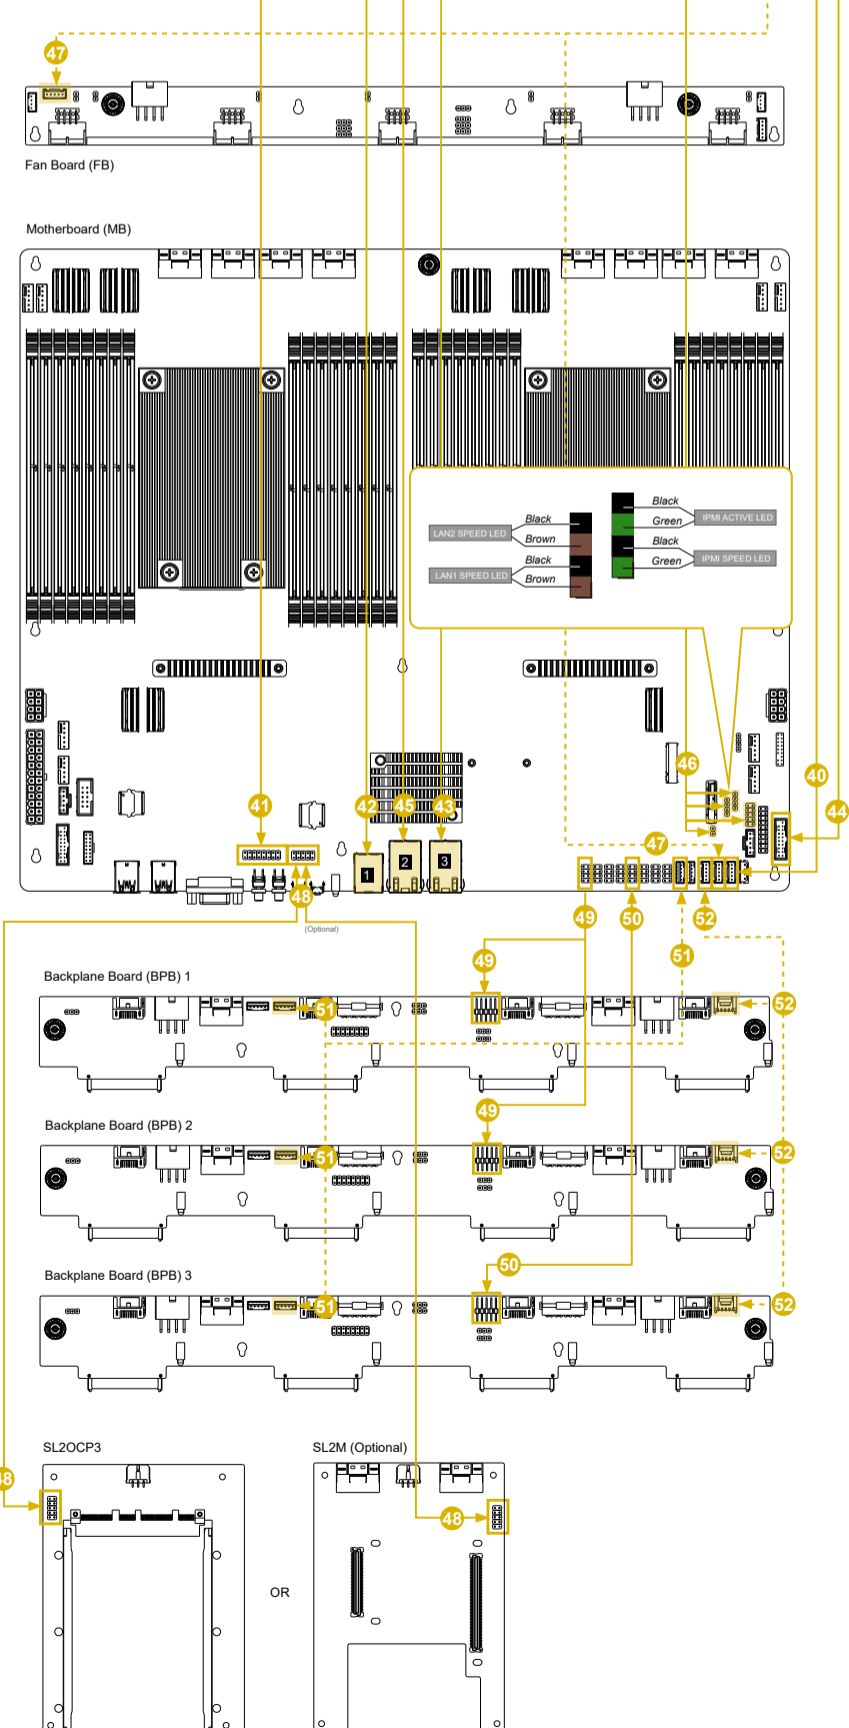 47
Fan Board (FB)
Motherboard (MB)
Black
IPMI ACTIVE LED
Green
Black
LAN2 SPEED LED
Brown
Black
IPMI SPEED LED
Green
Black
LAN1 SPEED LED
Brown
46
40
41
42
45
43
44
47
1
2
3
48
(Optional)
49
50
52
51
49
Backplane Board (BPB) 1
51
52
49
Backplane Board (BPB) 2
51
52
50
Backplane Board (BPB) 3
51
52
SL2OCP3
SL2M (Optional)
48
48
OR